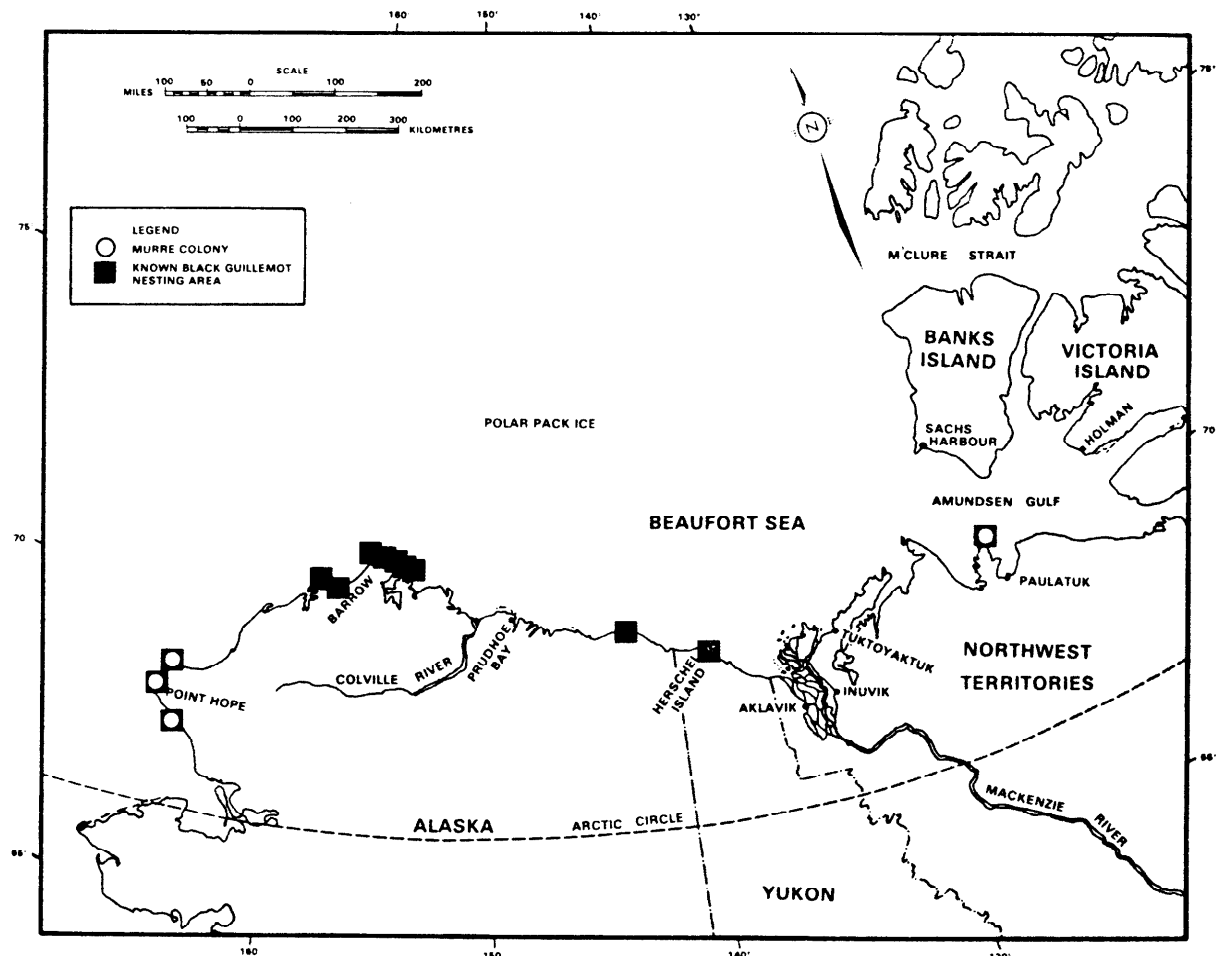 160° 150° 140° 130°
SCALE
100 50 0 100 200
MILES
100 0 100 200 300
KILOMETRES
N
75°
75°
LEGEND
MURRE COLONY
KNOWN BLACK GUILLEMOT
NESTING AREA
M'CLURE STRAIT
BANKS
ISLAND
VICTORIA
ISLAND
POLAR PACK ICE
SACHS
HARBOUR
HOLMAN
70°
AMUNDSEN GULF
BEAUFORT SEA
70°
PAULATUK
BARROW
PRUDHOE
BAY
TUKTOYAKTUK
NORTHWEST
TERRITORIES
COLVILLE RIVER
HERSCHEL
ISLAND
INUVIK
AKLAVIK
POINT HOPE
MACKENZIE
RIVER
ALASKA
ARCTIC CIRCLE
65°
YUKON
140°